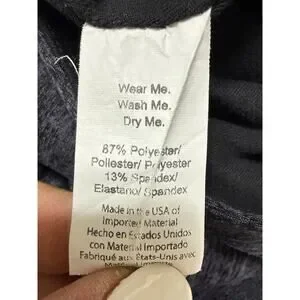 Wear Me.
Wash Me.
Dry Me.
87% Polyester/
Poliester/ Polyester
13% Spandex/
Elastano/Spandex
Made in the USA of
Imported Material
Hecho en Estados Unidos
con Material Importado
Fabriqué aux États-Unis avec